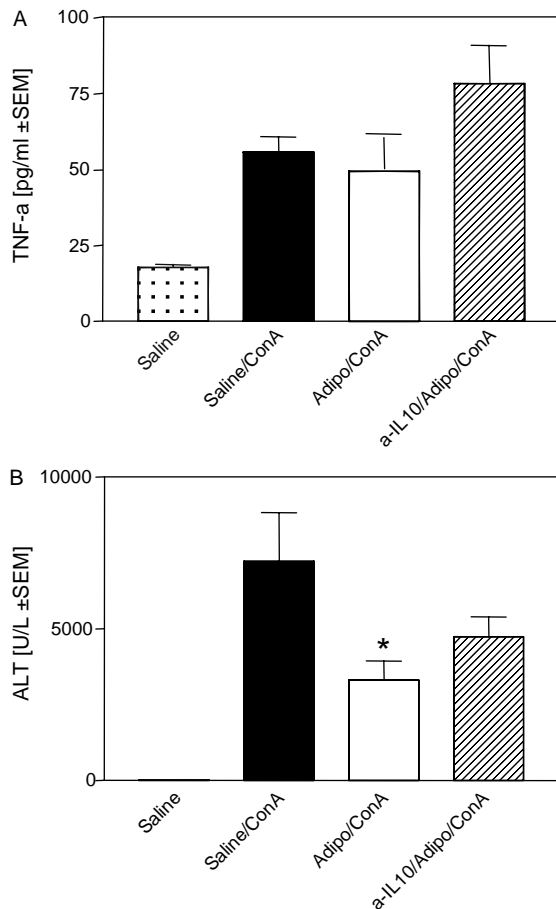 A
TNF-a [pg/ml ±SEM]
100
75
50
25
0
Saline
Saline/ConA
Adipo/ConA
a-IL10/Adipo/ConA
B
ALT [U/L ±SEM]
10000
5000
0
*
Saline
Saline/ConA
Adipo/ConA
a-IL10/Adipo/ConA